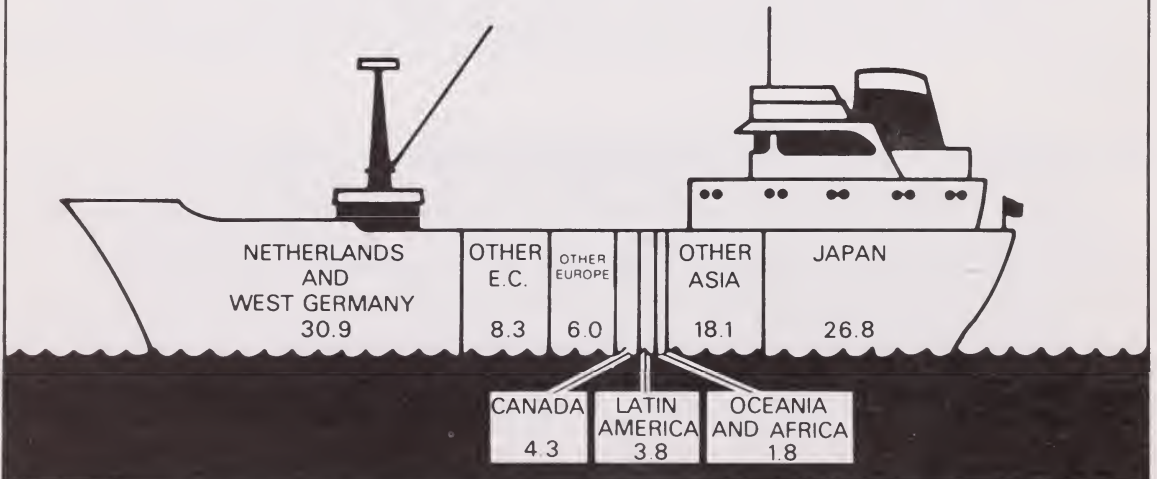 NETHERLANDS
AND
WEST GERMANY
30.9
OTHER
E.C.
8.3
OTHER
EUROPE
6.0
OTHER
ASIA
18.1
JAPAN
26.8
CANADA
4.3
LATIN
AMERICA
3.8
OCEANIA
AND AFRICA
1.8